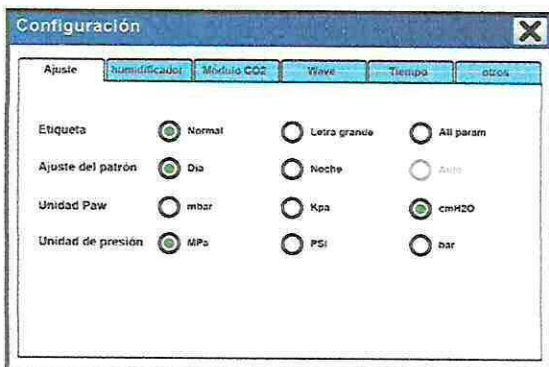 Configuración
Ajuste humidificador Módulo CO2 Wave Tiempo otros
Etiqueta Normal Letra grande All param
Ajuste del patrón Dia Noche Auto
Unidad Paw mbar Kpa cmH2O
Unidad de presión MPa PSI bar